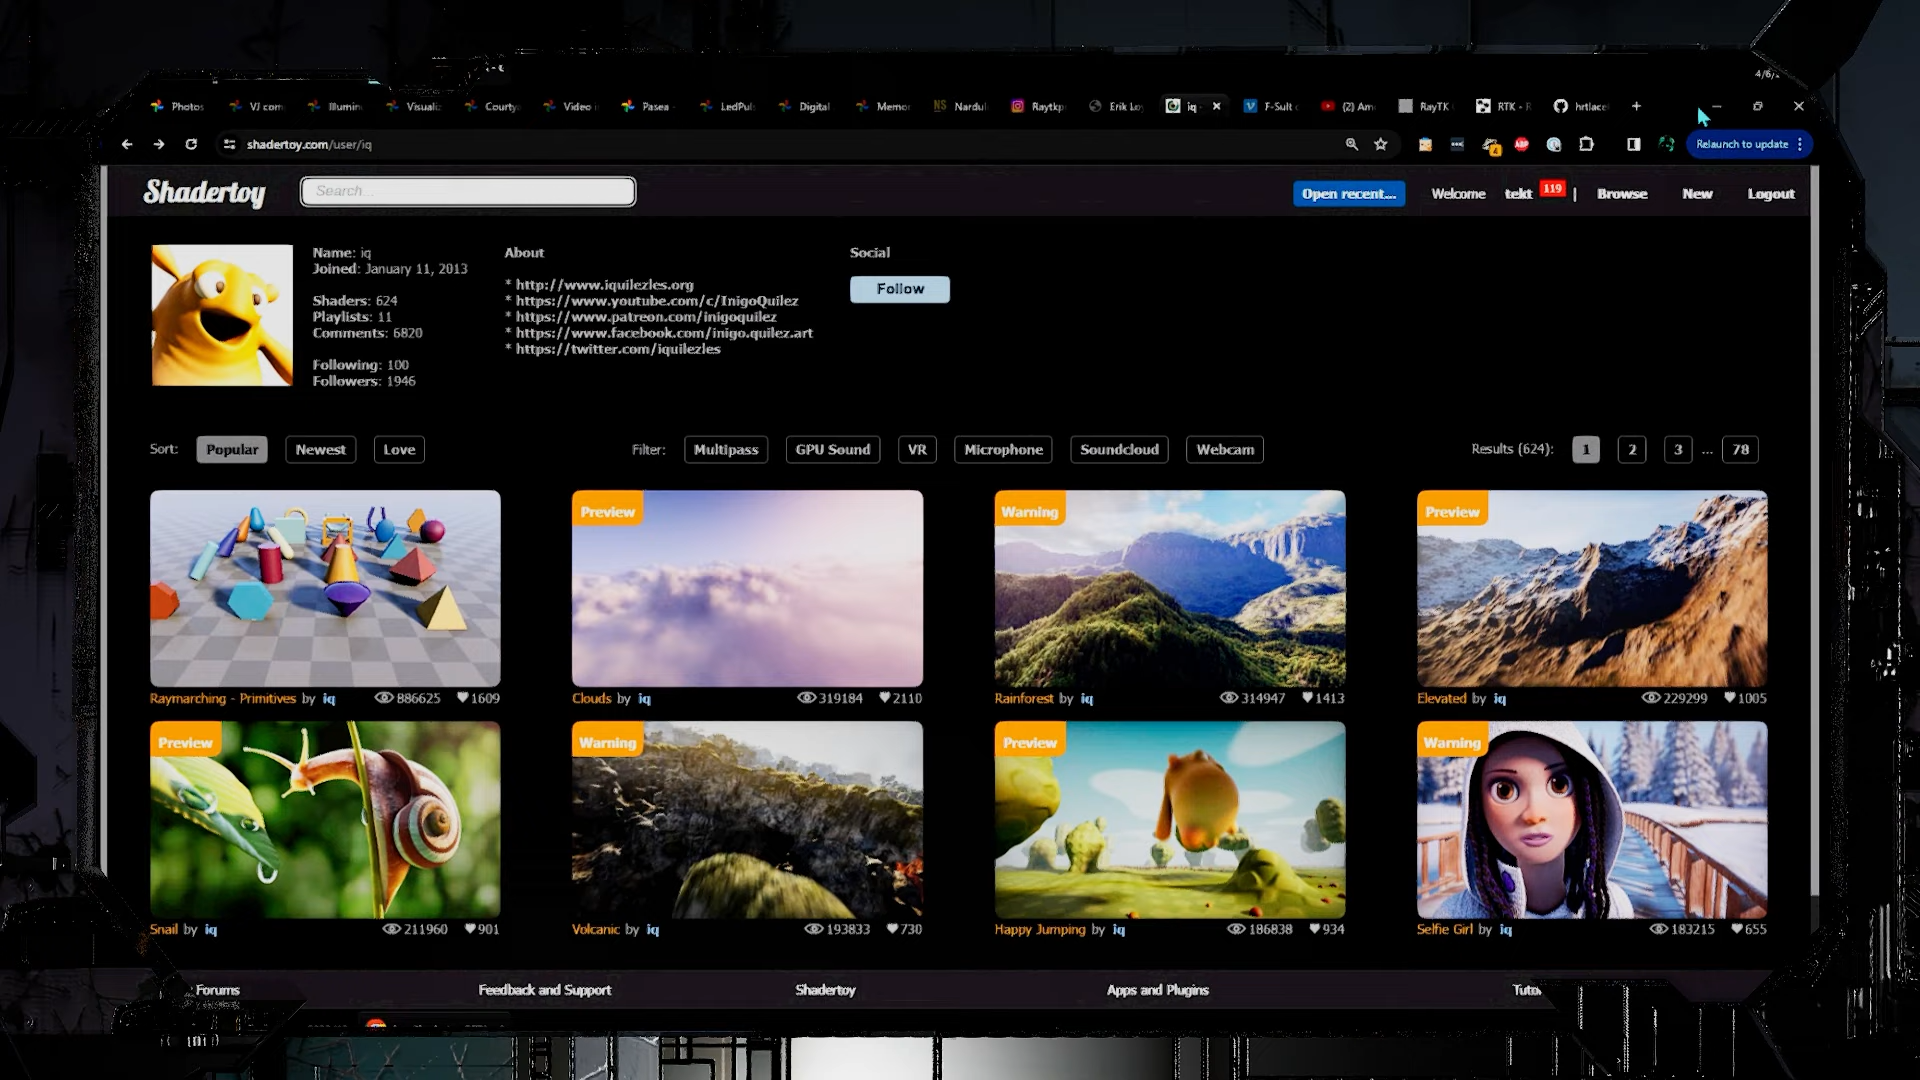 4/6/
Photos
VJ com
Illumin
Visuali
Courty
Video
Pasea
LedPul
Digital
Memor
NS Nardul
Raytkp
Erik Lo
iq
F-Sult
(2) Am
RayTK
RTK - R
hrtlace
shadertoy.com/user/iq
4
ABP
Relaunch to update
Shadertoy
Search...
Open recent...
Welcome tekt 119 |
Browse
New
Logout
Name: iq
Joined: January 11, 2013
Shaders: 624
Playlists: 11
Comments: 6820
Following: 100
Followers: 1946
About
* http://www.iquilezles.org
* https://www.youtube.com/c/InigoQuilez
* https://www.patreon.com/inigoquilez
* https://www.facebook.com/inigo.quilez.art
* https://twitter.com/iquilezles
Social
Follow
Sort: Popular Newest Love
Filter: Multipass GPU Sound VR Microphone Soundcloud Webcam
Results (624): 1 2 3 ... 78
Raymarching - Primitives by iq 886625 1609
Preview
Clouds by iq 319184 2110
Warning
Rainforest by iq 314947 1413
Preview
Elevated by iq 229299 1005
Preview
Snail by iq 211960 901
Warning
Volcanic by iq 193833 730
Preview
Happy Jumping by iq 186838 934
Warning
Selfie Girl by iq 183215 655
Forums
Feedback and Support
Shadertoy
Apps and Plugins
Tuto